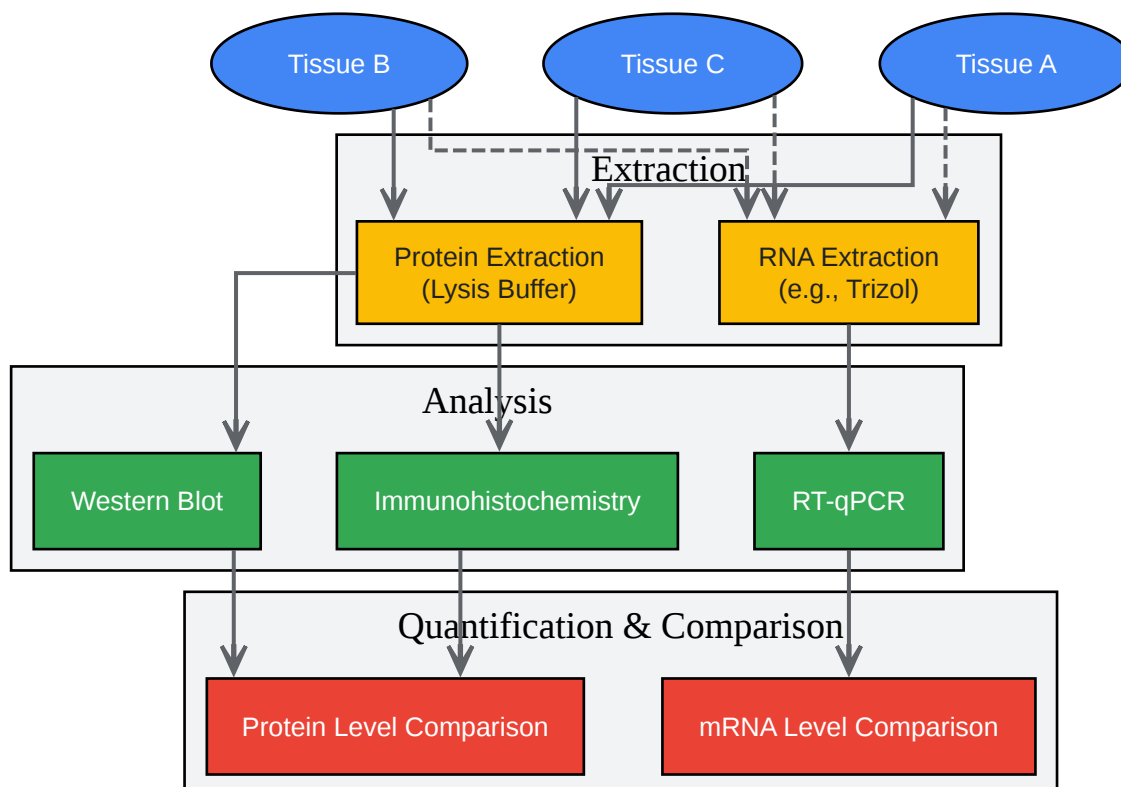 Tissue B
Tissue C
Tissue A
Extraction
Protein Extraction
(Lysis Buffer)
RNA Extraction
(e.g., Trizol)
Analysis
Western Blot
Immunohistochemistry
RT-qPCR
Quantification & Comparison
Protein Level Comparison
mRNA Level Comparison